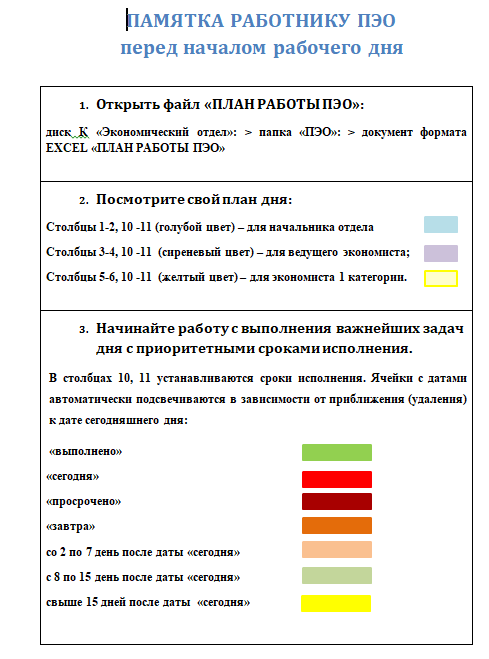 ПАМЯТКА РАБОТНИКУ ПЭО
перед началом рабочего дня
1. Открыть файл «ПЛАН РАБОТЫ ПЭО»:
диск К «Экономический отдел»: > папка «ПЭО»: > документ формата
EXCEL «ПЛАН РАБОТЫ ПЭО»
2. Посмотрите свой план дня:
Столбцы 1-2, 10 -11 (голубой цвет) – для начальника отдела
Столбцы 3-4, 10 -11 (сиреневый цвет) – для ведущего экономиста;
Столбцы 5-6, 10 -11 (желтый цвет) – для экономиста 1 категории.
3. Начинайте работу с выполнения важнейших задач
дня с приоритетными сроками исполнения.
В столбцах 10, 11 устанавливаются сроки исполнения. Ячейки с датами
автоматически подсвечиваются в зависимости от приближения (удаления)
к дате сегодняшнего дня:
«выполнено»
«сегодня»
«просрочено»
«завтра»
со 2 по 7 день после даты «сегодня»
с 8 по 15 день после даты «сегодня»
свыше 15 дней после даты «сегодня»